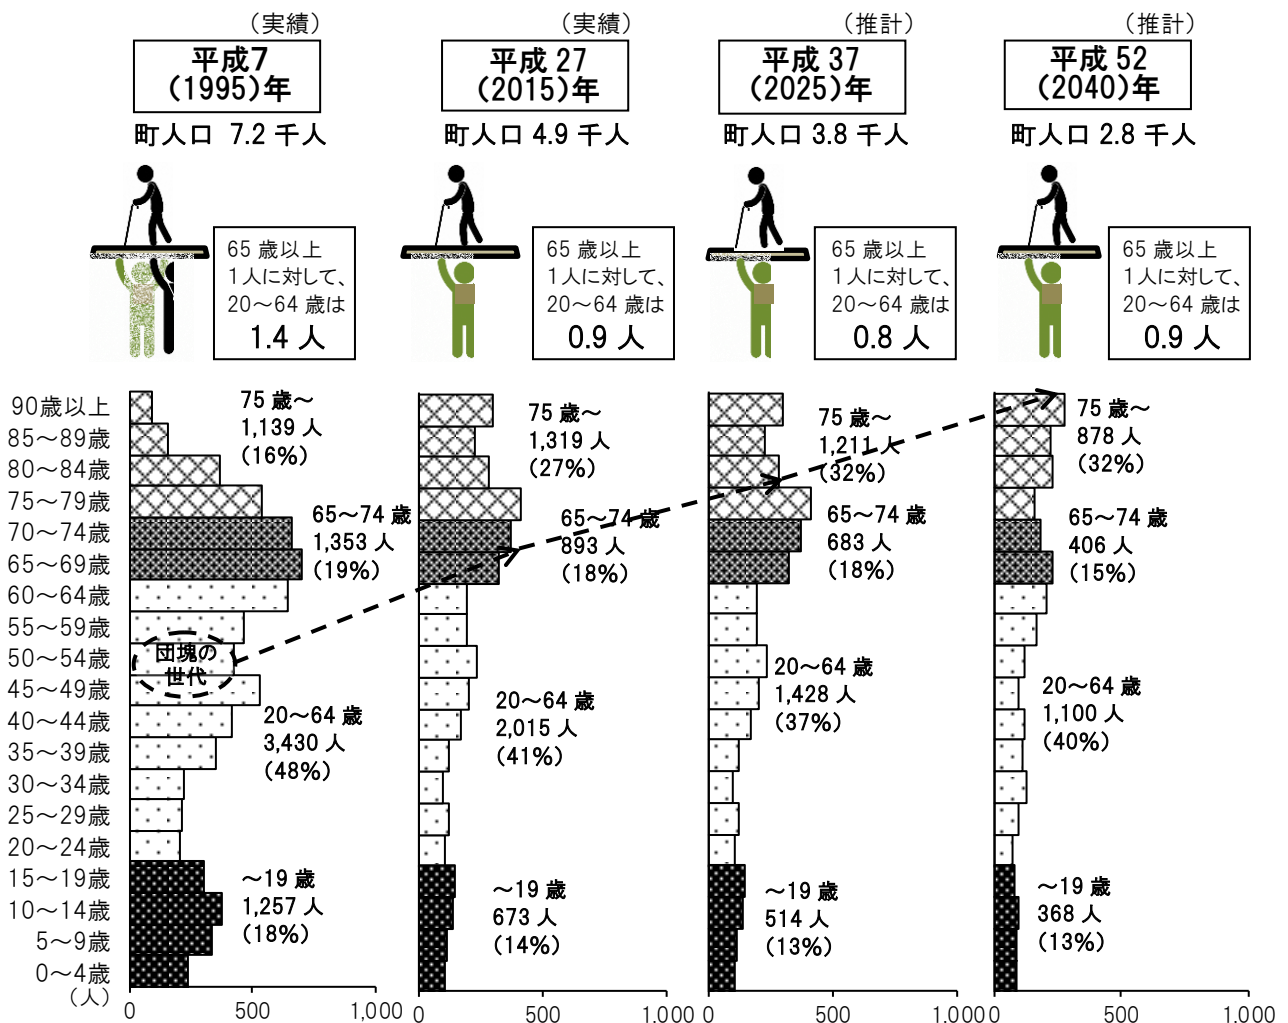 （実績）
平成7
（1995）年
町人口 7.2 千人
65 歳以上
1人に対して、
20～64 歳は
1.4 人
（実績）
平成 27
（2015）年
町人口 4.9 千人
65 歳以上
1人に対して、
20～64 歳は
0.9 人
（推計）
平成 37
（2025）年
町人口 3.8 千人
65 歳以上
1人に対して、
20～64 歳は
0.8 人
（推計）
平成 52
（2040）年
町人口 2.8 千人
65 歳以上
1人に対して、
20～64 歳は
0.9 人
90歳以上
85～89歳
80～84歳
75～79歳
70～74歳
65～69歳
60～64歳
55～59歳
50～54歳
45～49歳
40～44歳
35～39歳
30～34歳
25～29歳
20～24歳
15～19歳
10～14歳
5～9歳
0～4歳
（人）
75 歳～
1,139 人
(16%)
65～74 歳
1,353 人
(19%)
団塊の
世代
20～64 歳
3,430 人
(48%)
～19 歳
1,257 人
(18%)
0
500
1,000
75 歳～
1,319 人
(27%)
65～74 歳
893 人
(18%)
20～64 歳
2,015 人
(41%)
～19 歳
673 人
(14%)
0
500
1.000
75 歳～
1,211 人
(32%)
65～74 歳
683 人
(18%)
20～64 歳
1,428 人
(37%)
～19 歳
514 人
(13%)
0
500
1.000
75 歳～
878 人
(32%)
65～74 歳
406 人
(15%)
20～64 歳
1,100 人
(40%)
～19 歳
368 人
(13%)
0
500
1.000